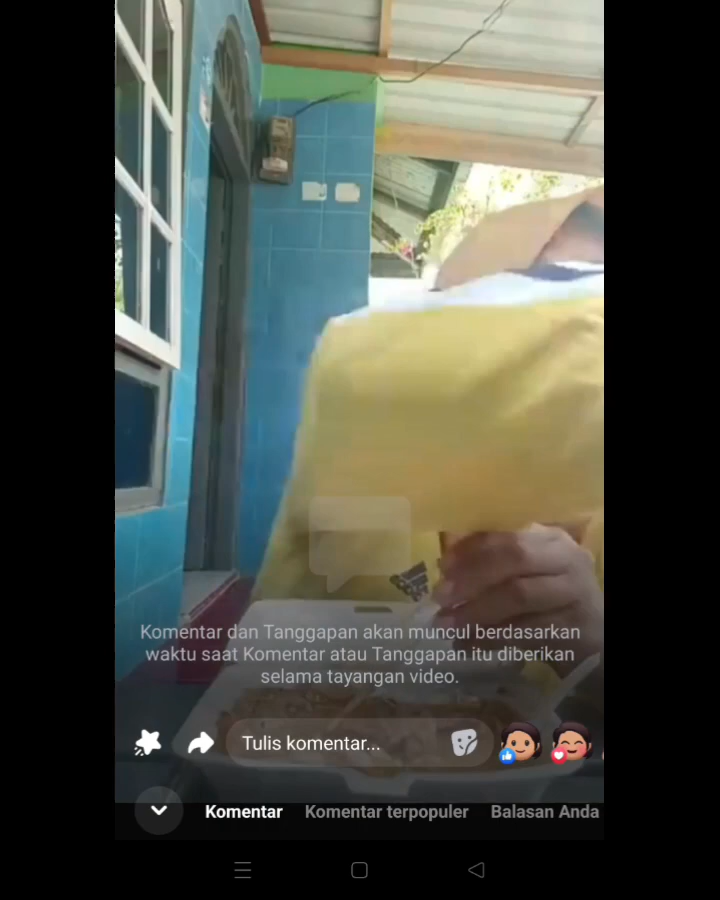 Komentar dan Tanggapan akan muncul berdasarkan
waktu saat Komentar atau Tanggapan itu diberikan
selama tayangan video.
Tulis komentar...
Komentar Komentar terpopuler Balasan Anda